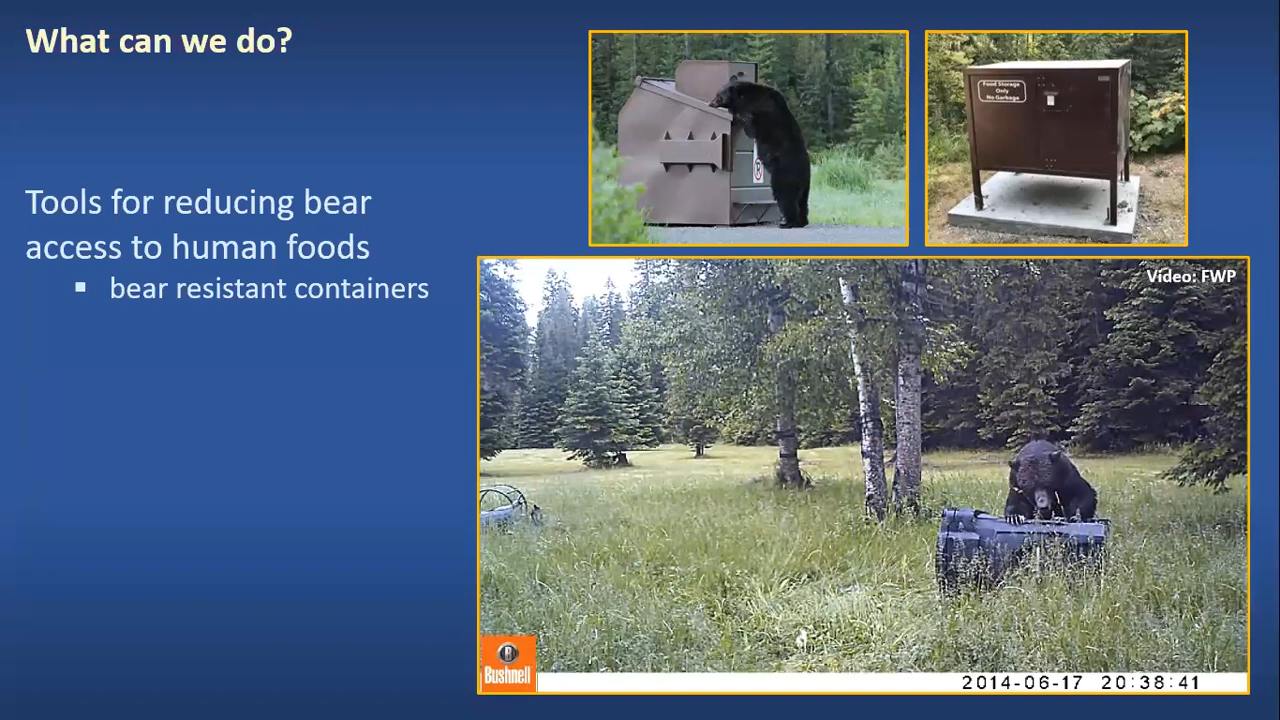 What can we do?
Tools for reducing bear
access to human foods
▪ bear resistant containers
Food Storage
Only
No Garbage
Video: FWP
Bushnell
2014-06-17 20:38:41